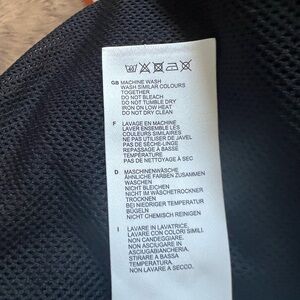 GB MACHINE WASH
WASH SIMILAR COLOURS
TOGETHER
DO NOT BLEACH
DO NOT TUMBLE DRY
IRON ON LOW HEAT
DO NOT DRY CLEAN
F LAVAGE EN MACHINE
LAVER ENSEMBLE LES
COULEURS SIMILAIRES
NE PAS UTILISER DE JAVEL
PAS DE SÈCHE-LINGE
REPASSAGE À BASSE
TEMPÉRATURE
PAS DE NETTOYAGE À SEC
D MASCHINENWÄSCHE
ÄHNLICHE FARBEN ZUSAMMEN
WASCHEN
NICHT BLEICHEN
NICHT IM WÄSCHETROCKNER
TROCKNEN
BEI NIEDRIGER TEMPERATUR
BÜGELN
NICHT CHEMISCH REINIGEN
I LAVARE IN LAVATRICE.
LAVARE CON COLORI SIMILI.
NON CANDEGGIARE.
NON ASCIUGARE IN
ASCIUGABIANCHERIA.
STIRARE A BASSA
TEMPERATURA.
NON LAVARE A SECCO.